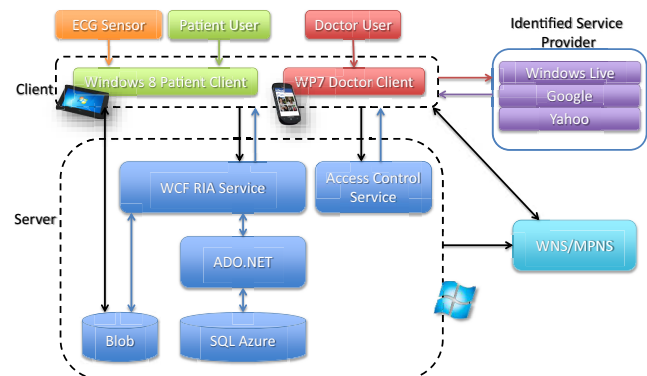 ECG Sensor
Patient User
Doctor User
Identified Service
Provider
Client
Windows 8 Patient Client
WP7 Doctor Client
Windows Live
Google
Yahoo
WCF RIA Service
Access Control
Service
Server
ADO.NET
WNS/MPNS
Blob
SQL Azure